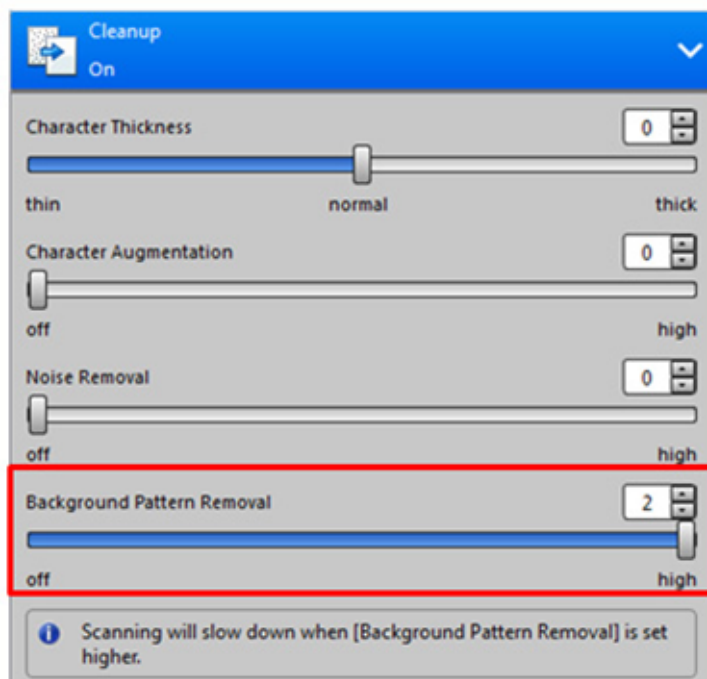 Cleanup
On
Character Thickness 0
thin normal thick
Character Augmentation 0
off high
Noise Removal 0
off high
Background Pattern Removal 2
off high
Scanning will slow down when [Background Pattern Removal] is set
higher.